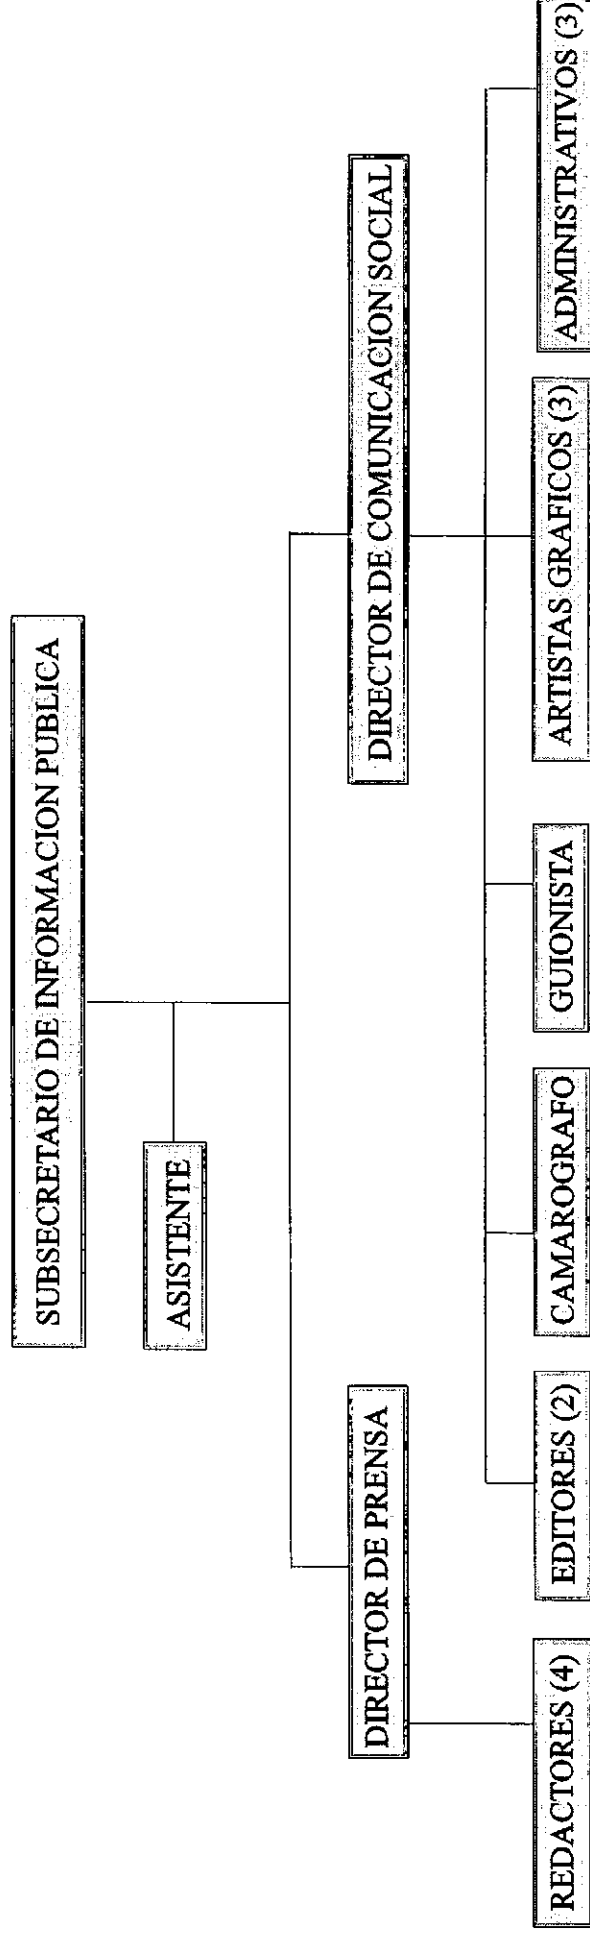 SUBSECRETARIO DE INFORMACION PUBLICA
ASISTENTE
DIRECTOR DE PRENSA
DIRECTOR DE COMUNICACION SOCIAL
REDACTORES (4)
EDITORES (2)
CAMAROGRAFO
GUIONISTA
ARTISTAS GRAFICOS (3)
ADMINISTRATIVOS (3)